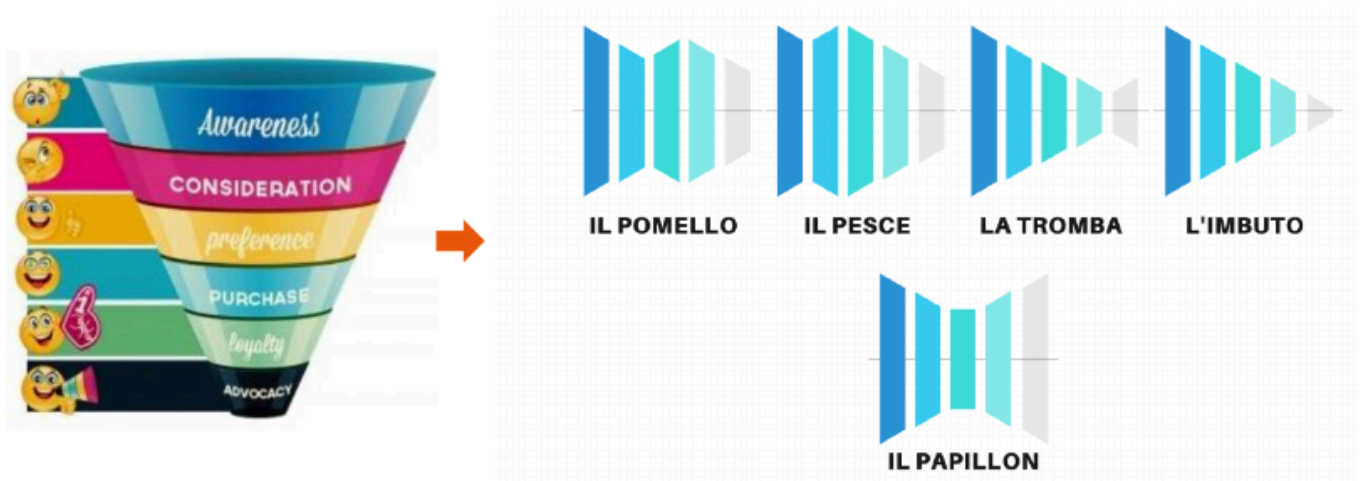 Awareness
CONSIDERATION
preference
PURCHASE
loyalty
ADVOCACY
IL POMELLO
IL PESCE
LA TROMBA
L'IMBUTO
IL PAPILLON